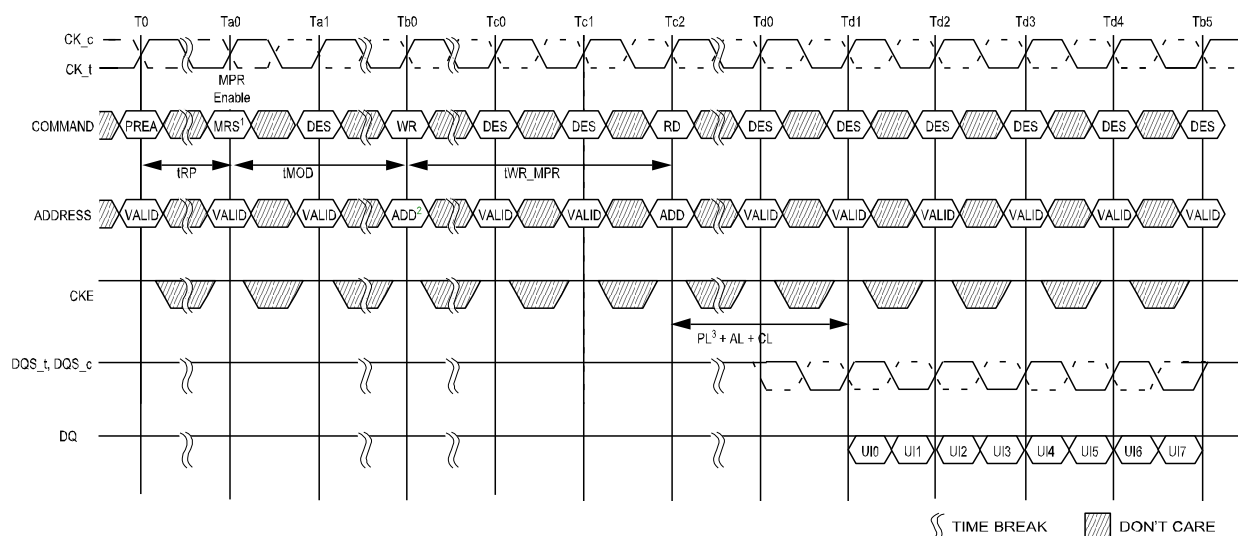 T0 Ta0 Ta1 Tb0 Tc0 Tc1 Tc2 Td0 Td1 Td2 Td3 Td4 Tb5
CK_c
CK_t
MPR
Enable
COMMAND PREA MRS1 DES WR DES DES RD DES DES DES DES DES DES
tRP tMOD tWR_MPR
ADDRESS VALID VALID VALID ADD2 VALID VALID ADD VALID VALID VALID VALID VALID VALID
CKE
PL3 + AL + CL
DQS_t, DQS_c
DQ
UI0 UI1 UI2 UI3 UI4 UI5 UI6 UI7
TIME BREAK DON'T CARE